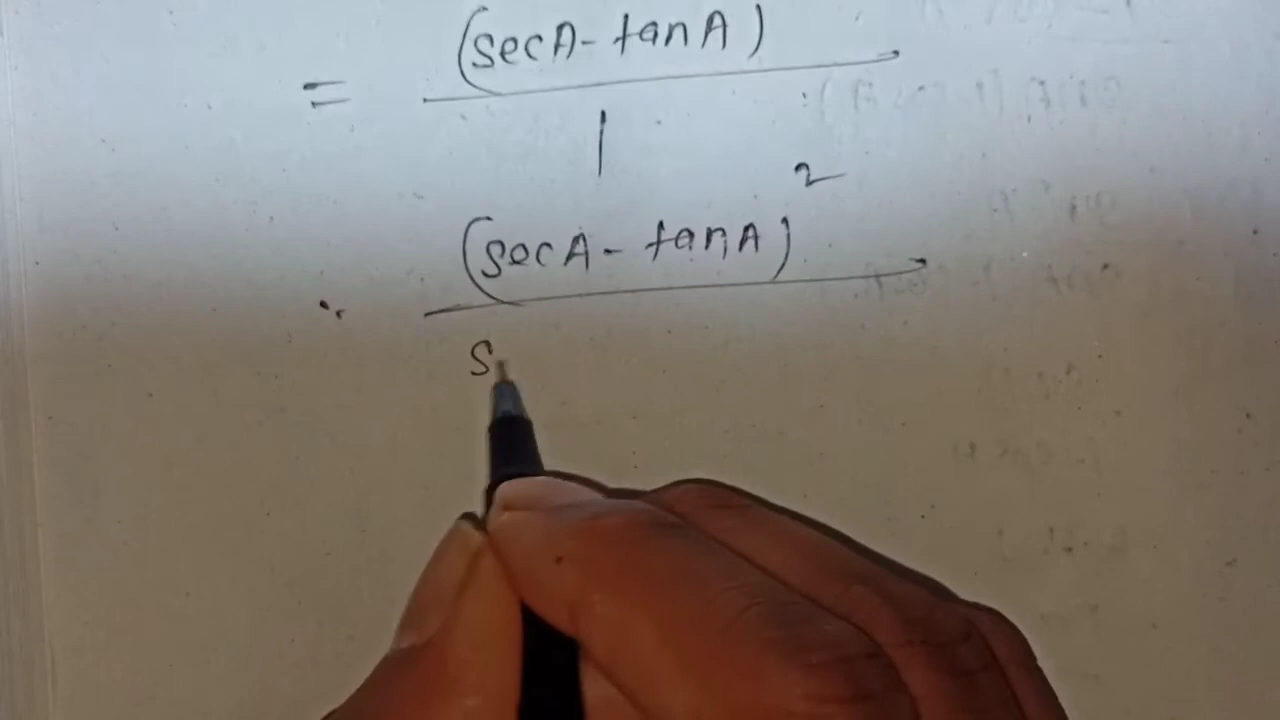 = (secA - tanA)
1
2
(secA - tanA)
s